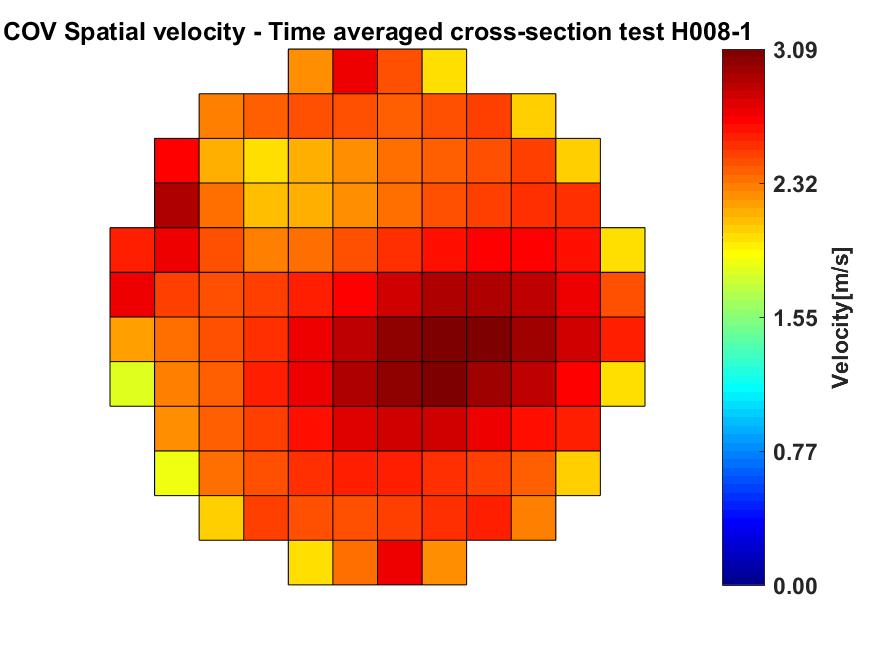 COV Spatial velocity - Time averaged cross-section test H008-1
3.09
2.32
1.55
0.77
0.00
Velocity[m/s]